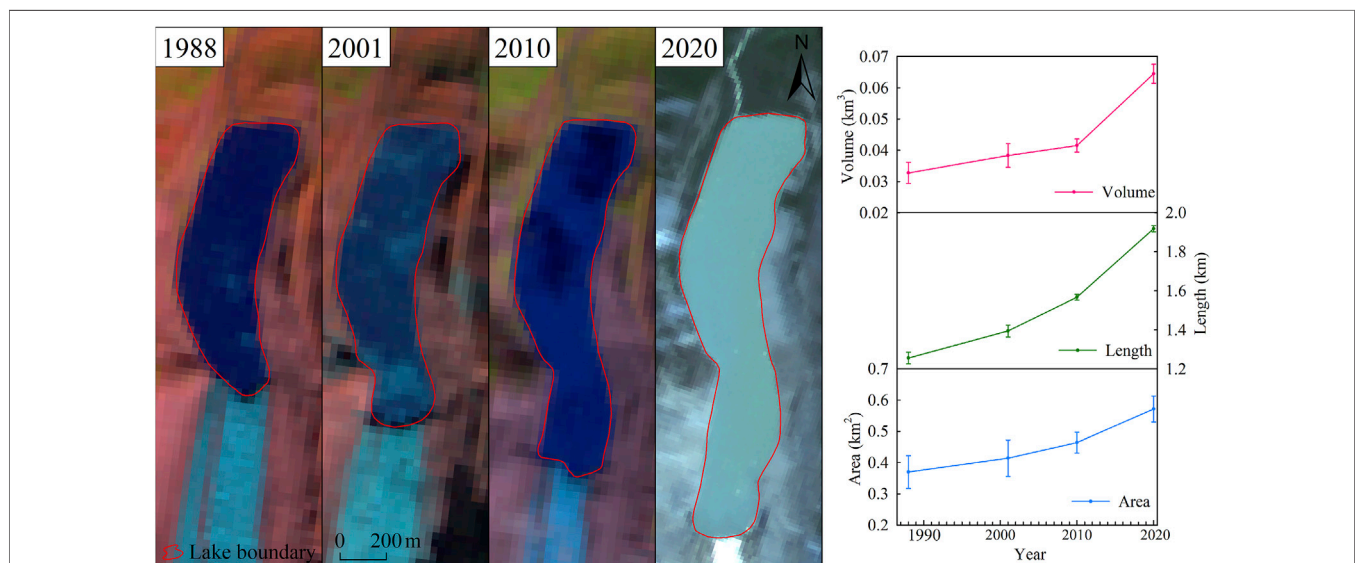 1988
2001
2010
2020
N
Lake boundary
0 200 m
0.07
0.06
0.05
0.04
0.03
0.02
Volume (km³)
Volume
2.0
1.8
1.6
1.4
1.2
Length (km)
Length
0.7
0.6
0.5
0.4
0.3
0.2
Area (km²)
Area
1990 2000 2010 2020
Year